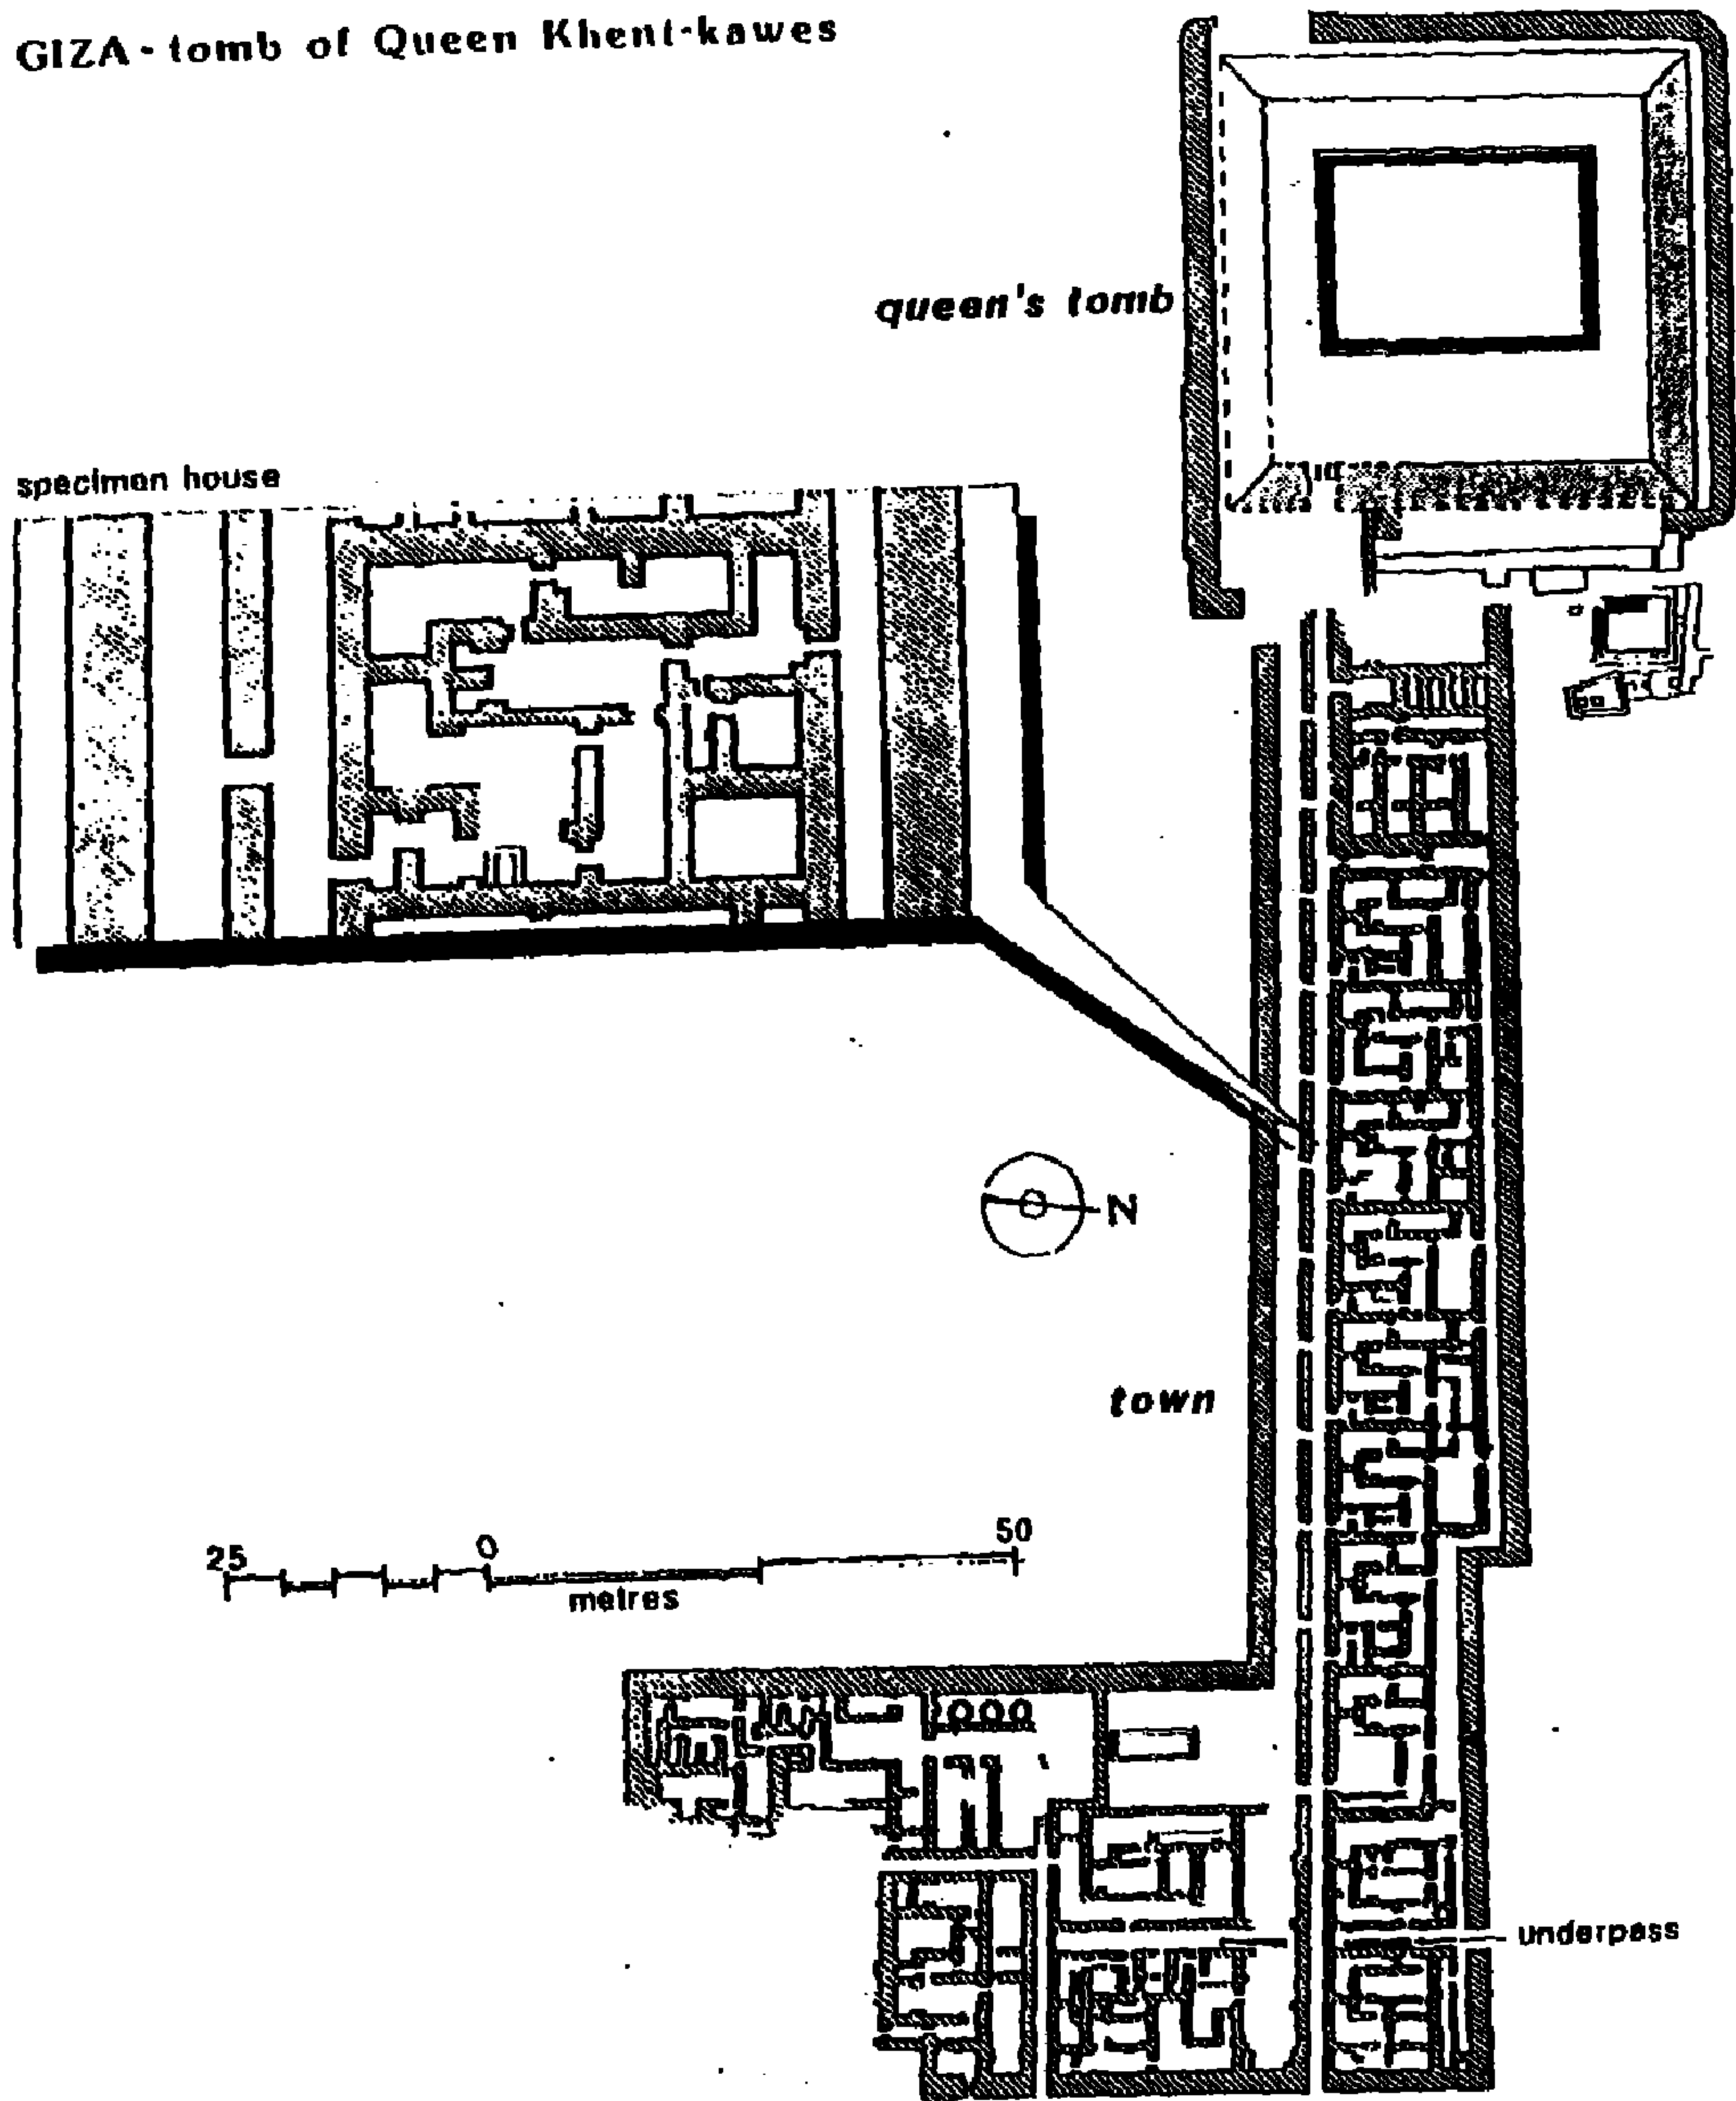 GIZA - tomb of Queen Khent-kawes
queen's tomb
specimen house
N
town
25 0 50
metres
underpass